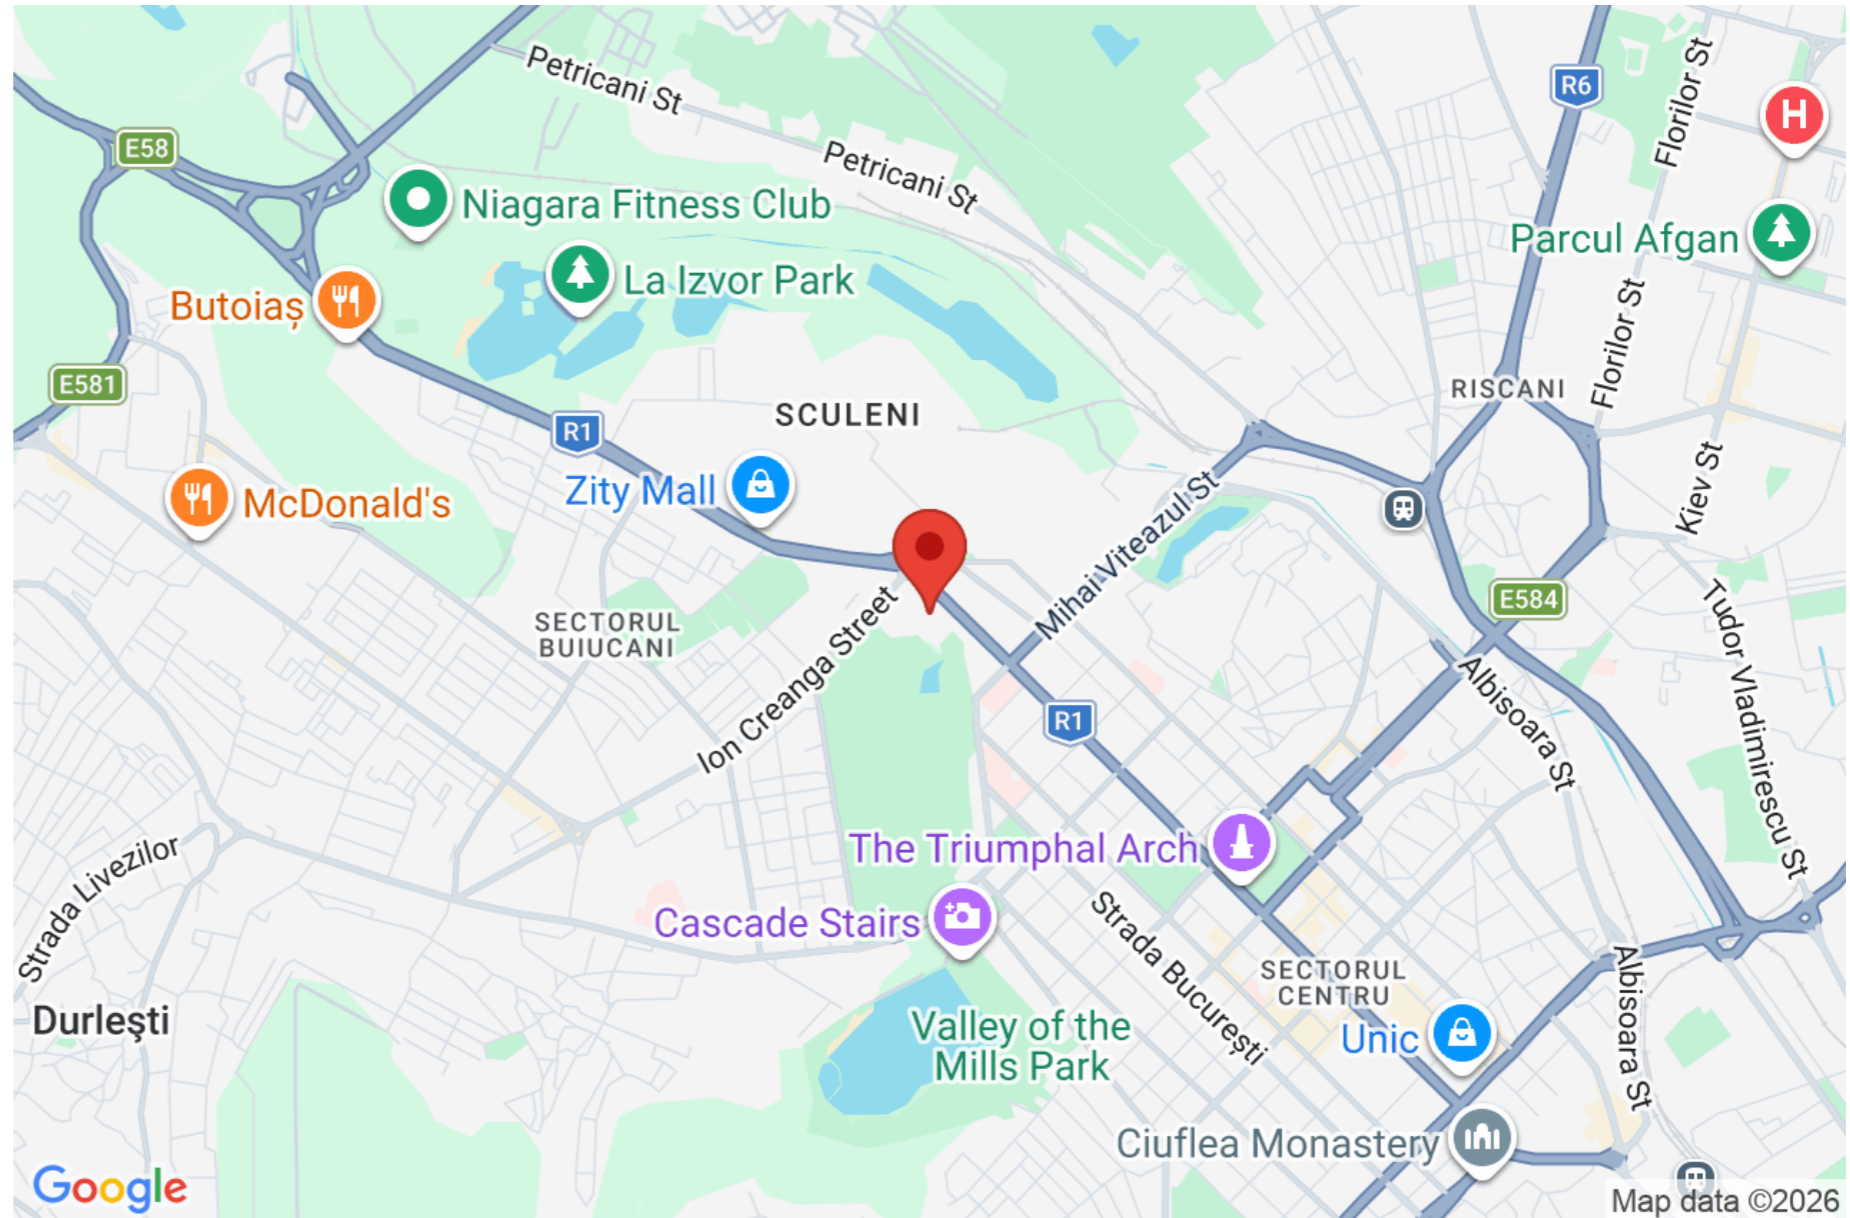 Petricani St
R6
Florilor St
H
E58
Petricani St
Niagara Fitness Club
Parcul Afgan
La Izvor Park
Butoiaș
Florilor St
E581
RISCANI
SCULENI
R1
Zity Mall
McDonald's
Kiev St
Mihai Viteazul St
E584
SECTORUL
BUIUCANI
Ion Creanga Street
Tudor Vladimirescu St
Albisoara St
R1
The Triumphal Arch
Strada Livezilor
Cascade Stairs
Strada București
SECTORUL
CENTRU
Albisoara St
Durleşti
Valley of the
Mills Park
Unic
Ciuflea Monastery
Google
Map data ©2026